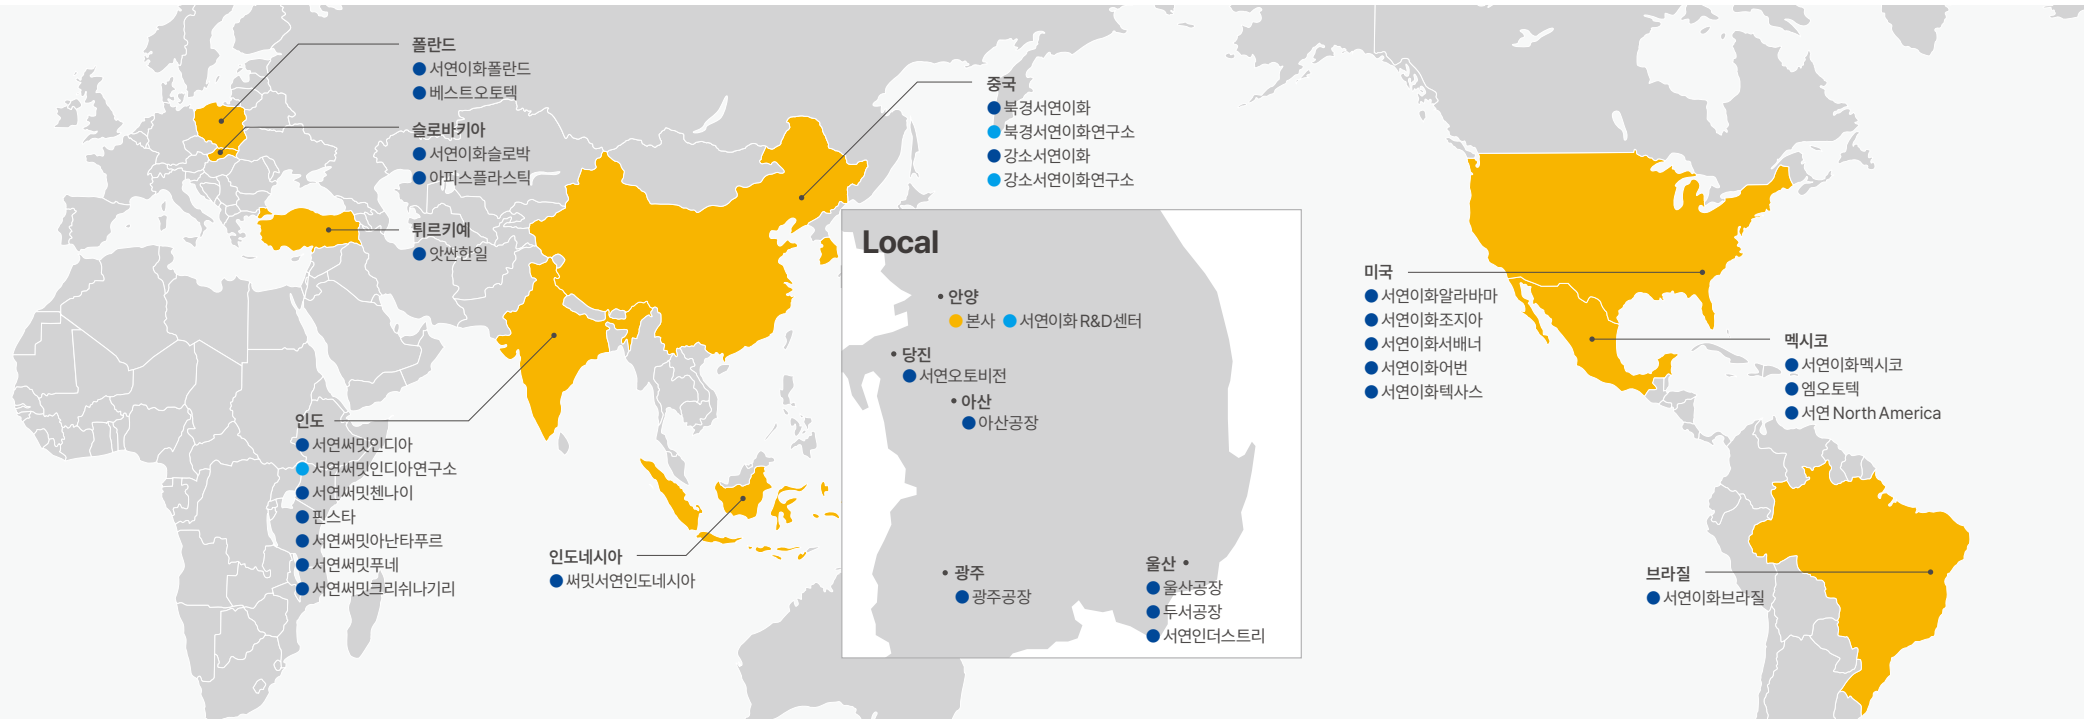 폴란드
서연이화폴란드
베스트오토텍
슬로바키아
서연이화슬로박
아피스플라스틱
튀르키예
앗싼한일
인도
서연써밋인디아
서연써밋인디아연구소
서연써밋첸나이
핀스타
서연써밋아난타푸르
서연써밋푸네
서연써밋크리쉬나기리
인도네시아
써밋서연인도네시아
중국
북경서연이화
북경서연이화연구소
강소서연이화
강소서연이화연구소
Local
안양
본사 서연이화 R&D센터
당진
서연오토비전
아산
아산공장
광주
광주공장
울산
울산공장
두서공장
서연인더스트리
미국
서연이화알라바마
서연이화조지아
서연이화서배너
서연이화어번
서연이화텍사스
멕시코
서연이화멕시코
엠오토텍
서연 North America
브라질
서연이화브라질